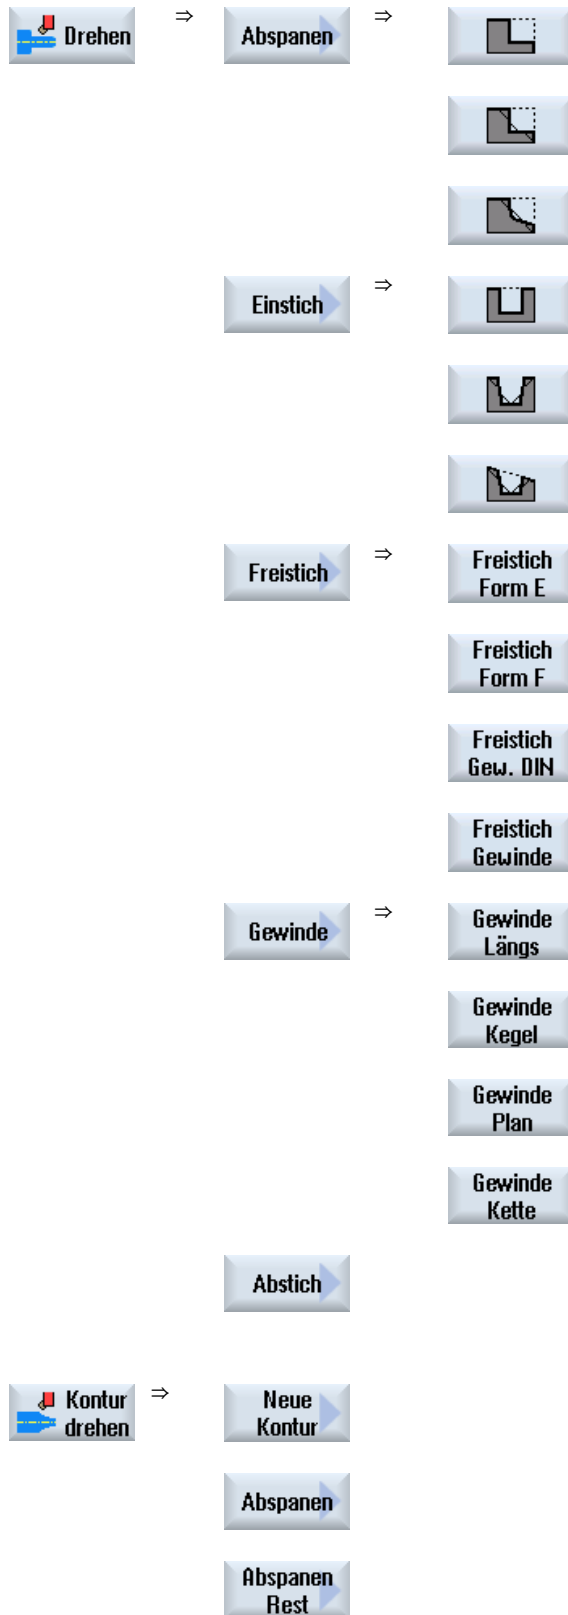 Drehen ⇒ Abspanen ⇒
Einstich ⇒
Freistich ⇒ Freistich
Form E
Freistich
Form F
Freistich
Gew. DIN
Freistich
Gewinde
Gewinde ⇒ Gewinde
Längs
Gewinde
Kegel
Gewinde
Plan
Gewinde
Kette
Abstich
Kontur
drehen ⇒ Neue
Kontur
Abspanen
Abspanen
Rest